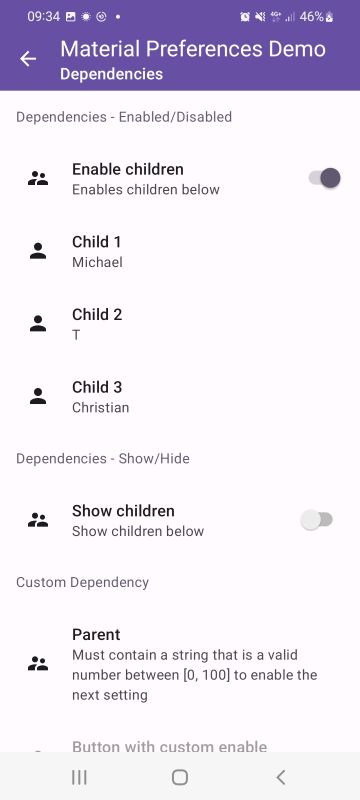 09:34
46%
Material Preferences Demo
Dependencies
Dependencies - Enabled/Disabled
Enable children
Enables children below
Child 1
Michael
Child 2
T
Child 3
Christian
Dependencies - Show/Hide
Show children
Show children below
Custom Dependency
Parent
Must contain a string that is a valid
number between [0, 100] to enable the
next setting
Button with custom enable